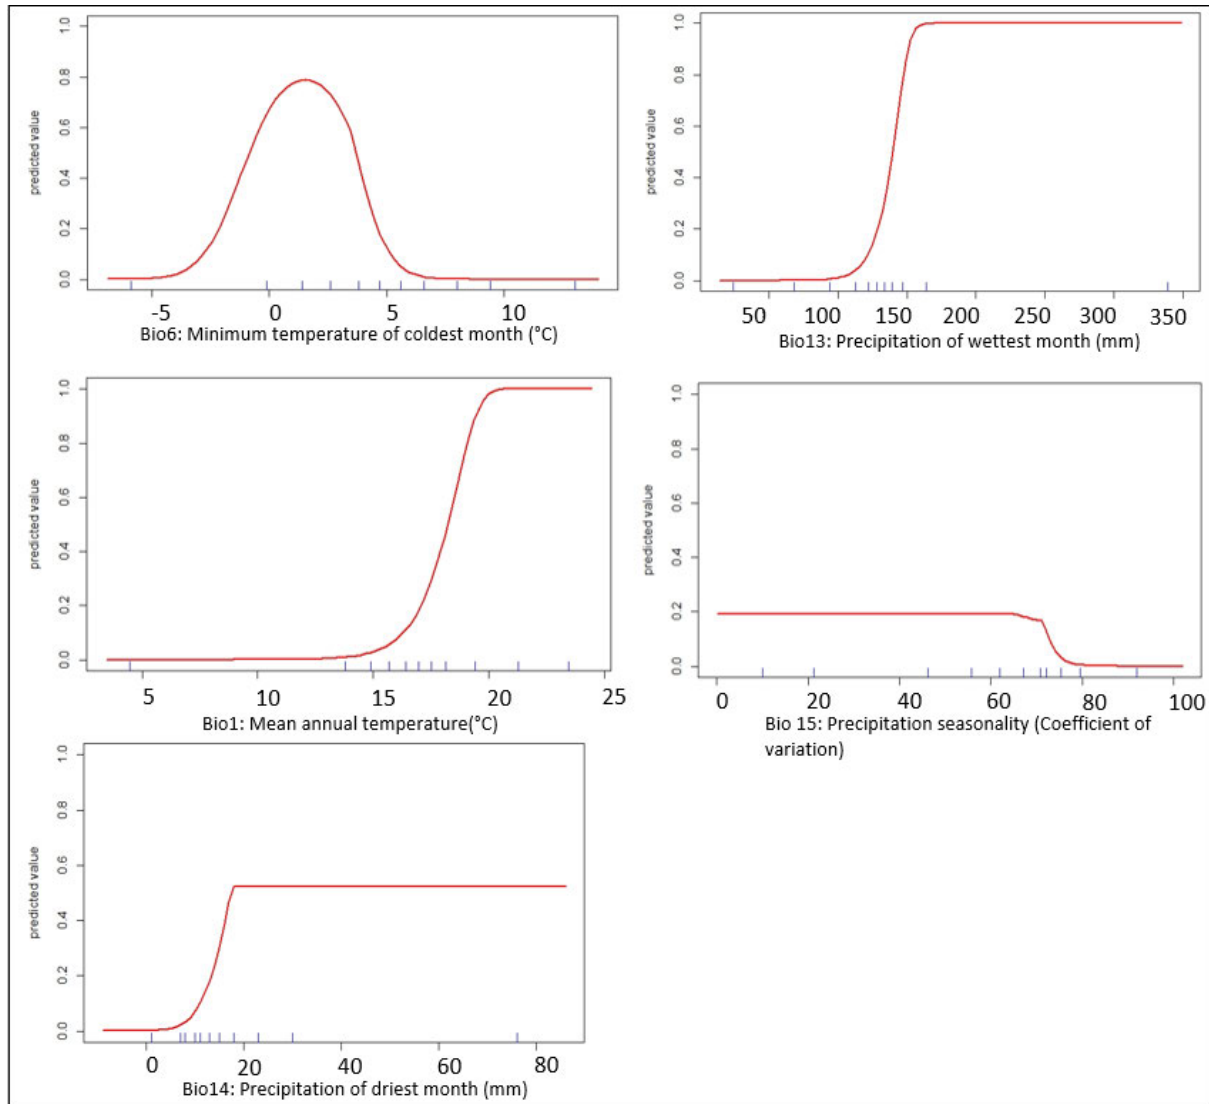 1.0
0.8
0.6
0.4
0.2
0.0
predicted value
-5 0 5 10
Bio6: Minimum temperature of coldest month (°C)
1.0
0.8
0.6
0.4
0.2
0.0
predicted value
50 100 150 200 250 300 350
Bio13: Precipitation of wettest month (mm)
1.0
0.8
0.6
0.4
0.2
0.0
predicted value
5 10 15 20 25
Bio1: Mean annual temperature(°C)
1.0
0.8
0.6
0.4
0.2
0.0
predicted value
0 20 40 60 80 100
Bio 15: Precipitation seasonality (Coefficient of
variation)
1.0
0.8
0.6
0.4
0.2
0.0
predicted value
0 20 40 60 80
Bio14: Precipitation of driest month (mm)